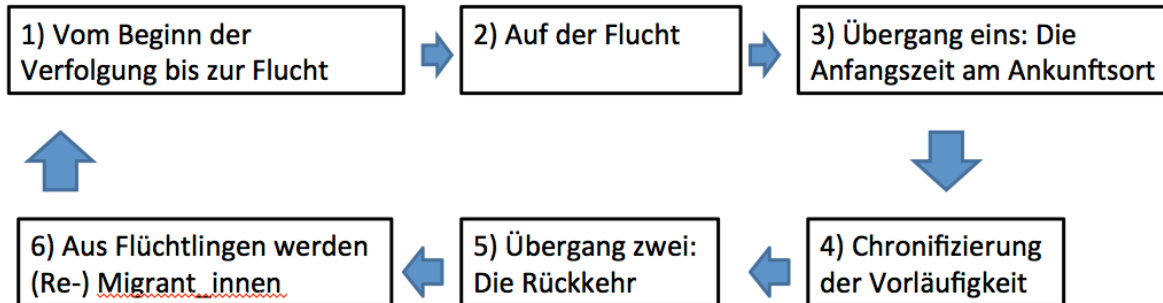 1) Vom Beginn der
Verfolgung bis zur Flucht
2) Auf der Flucht
3) Übergang eins: Die
Anfangszeit am Ankunftsort
4) Chronifizierung
der Vorläufigkeit
5) Übergang zwei:
Die Rückkehr
6) Aus Flüchtlingen werden
(Re-) Migrant_innen